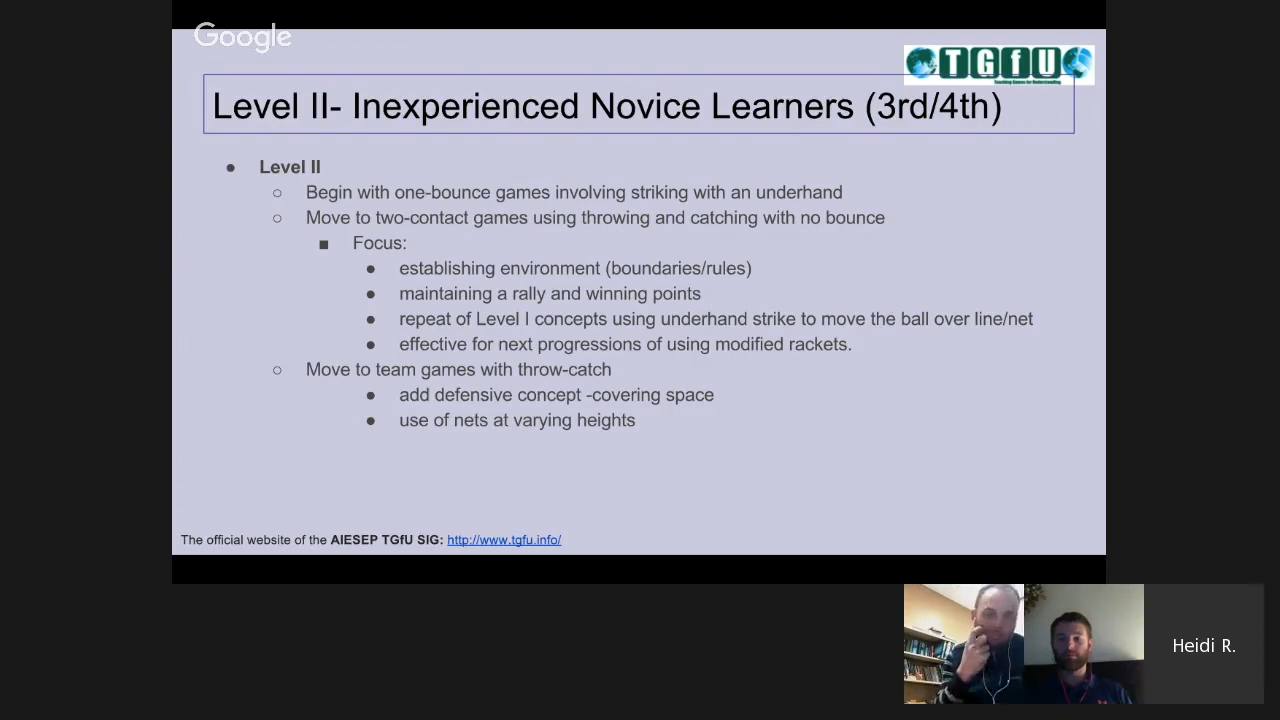 Google
TGfU
Teaching Games for Understanding
Level II- Inexperienced Novice Learners (3rd/4th)
● Level II
○ Begin with one-bounce games involving striking with an underhand
○ Move to two-contact games using throwing and catching with no bounce
■ Focus:
● establishing environment (boundaries/rules)
● maintaining a rally and winning points
● repeat of Level I concepts using underhand strike to move the ball over line/net
● effective for next progressions of using modified rackets.
○ Move to team games with throw-catch
● add defensive concept -covering space
● use of nets at varying heights
The official website of the AIESEP TGfU SIG: http://www.tgfu.info/
Heidi R.